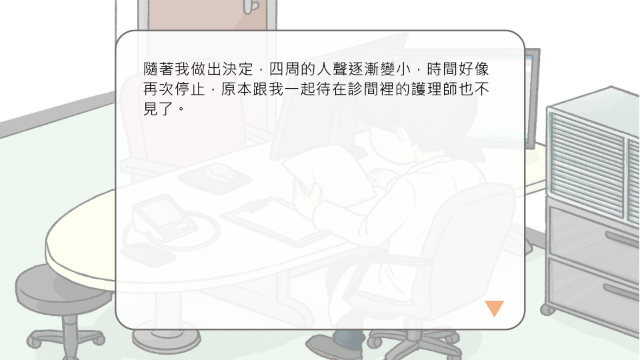 隨著我做出決定，四周的人聲逐漸變小，時間好像
再次停止，原本跟我一起待在診間裡的護理師也不
見了。